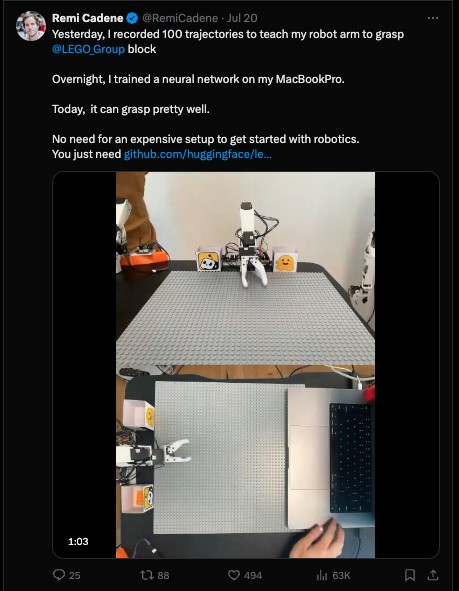 Remi Cadene @RemiCadene · Jul 20
Yesterday, I recorded 100 trajectories to teach my robot arm to grasp
@LEGO_Group block
Overnight, I trained a neural network on my MacBookPro.
Today,  it can grasp pretty well.
No need for an expensive setup to get started with robotics.
You just need github.com/huggingface/le...
1:03
25 88 494 63K